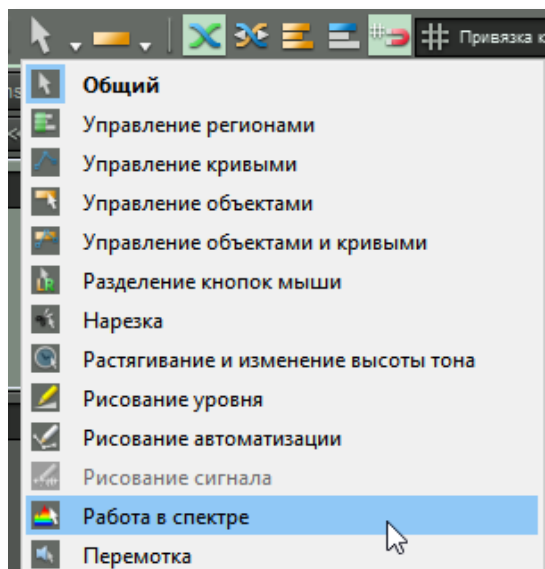 Привязка к
Общий
Управление регионами
Управление кривыми
Управление объектами
Управление объектами и кривыми
Разделение кнопок мыши
Нарезка
Растягивание и изменение высоты тона
Рисование уровня
Рисование автоматизации
Рисование сигнала
Работа в спектре
Перемотка